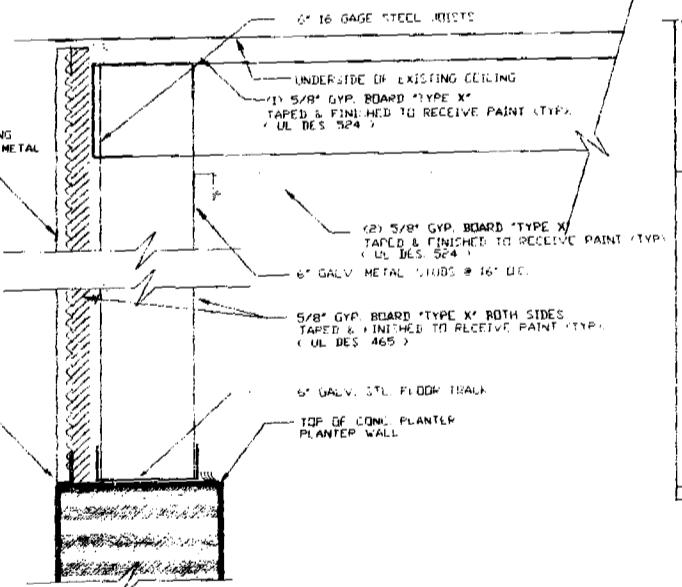 6" 16 GAGE STEEL JOISTS
UNDERSIDE OF EXISTING CEILING
(1) 5/8" GYP. BOARD "TYPE X"
TAPED & FINISHED TO RECEIVE PAINT (TYP).
( UL DES 524 )
METAL
(2) 5/8" GYP. BOARD "TYPE X"
TAPED & FINISHED TO RECEIVE PAINT (TYP)
( UL DES. 524 )
6" GALV. METAL STUDS @ 16" O.C.
5/8" GYP. BOARD "TYPE X" BOTH SIDES
TAPED & FINISHED TO RECEIVE PAINT (TYP).
( UL DES 465 )
6" GALV. STL. FLOOR TRACK
TOP OF CONC. PLANTER
PLANTER WALL